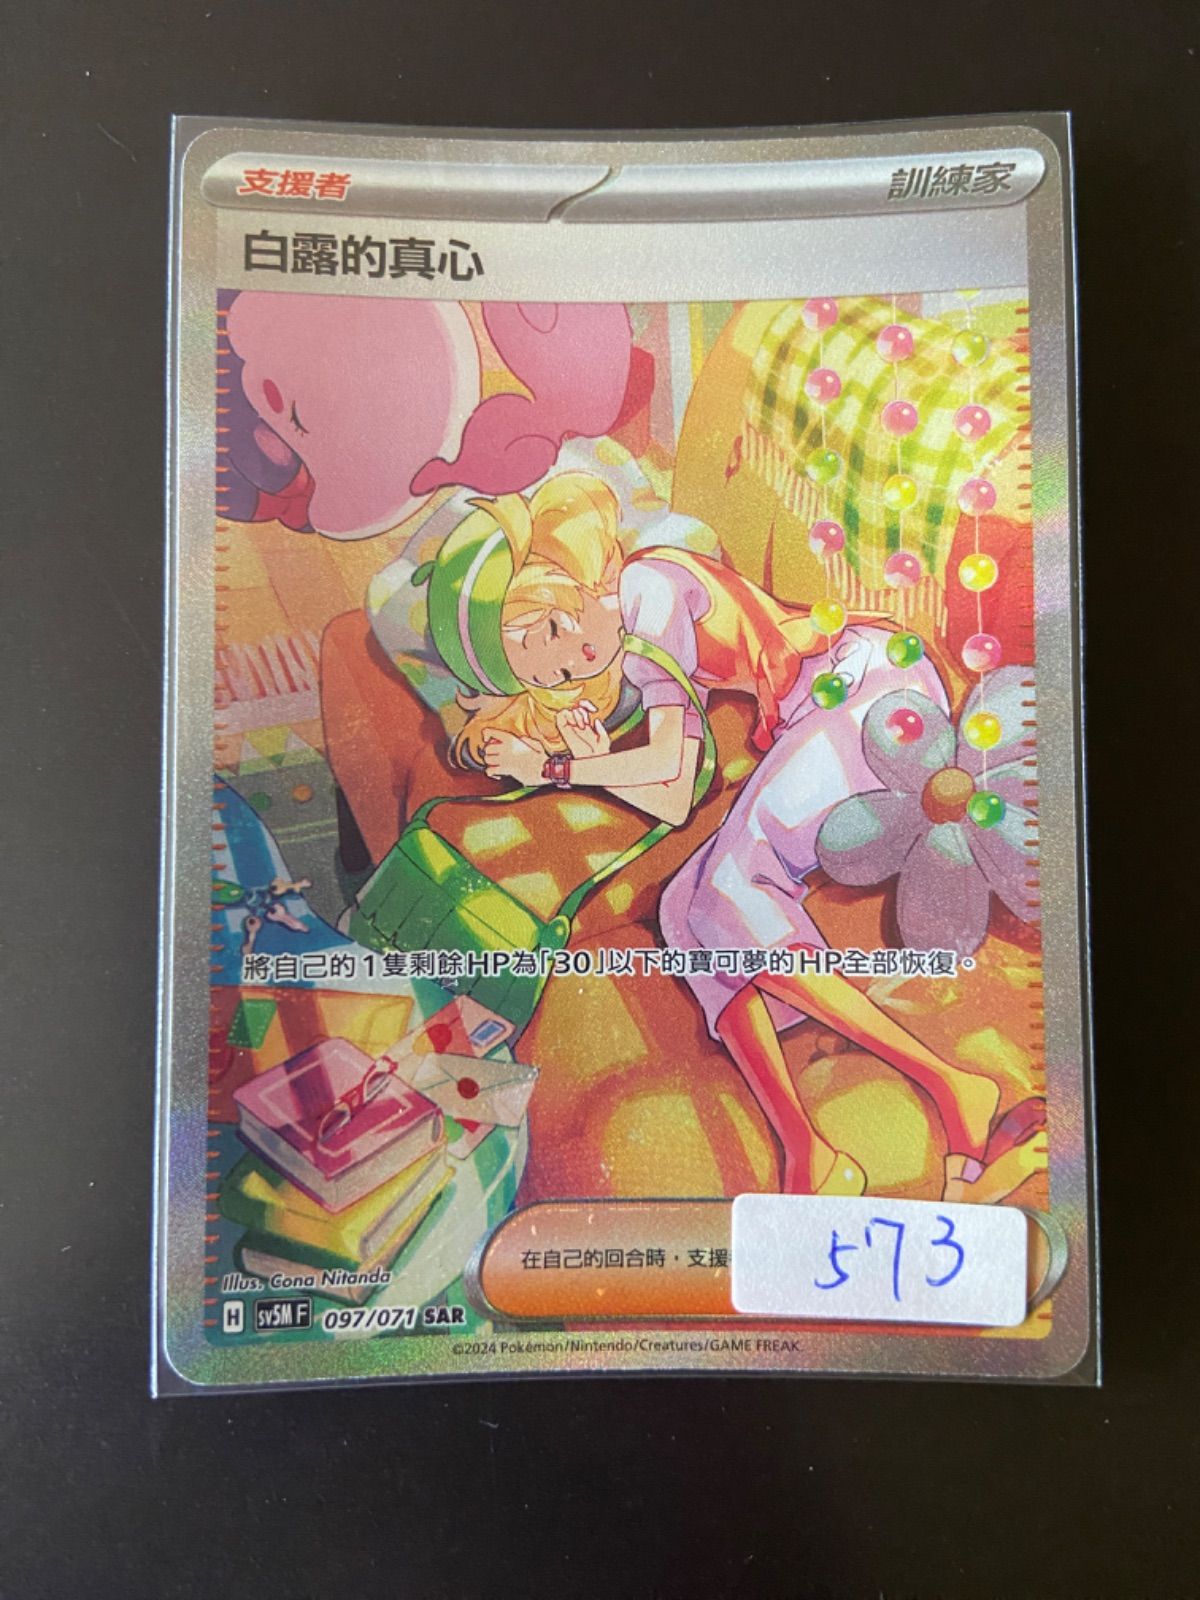 支援者
訓練家
白露的真心
將自己的1隻剩餘HP為「30」以下的寶可夢的HP全部恢復。
在自己的回合時，支援
573
Illus. Cona Nitanda
H sv5M F 097/071 SAR
©2024 Pokémon/Nintendo/Creatures/GAME FREAK.